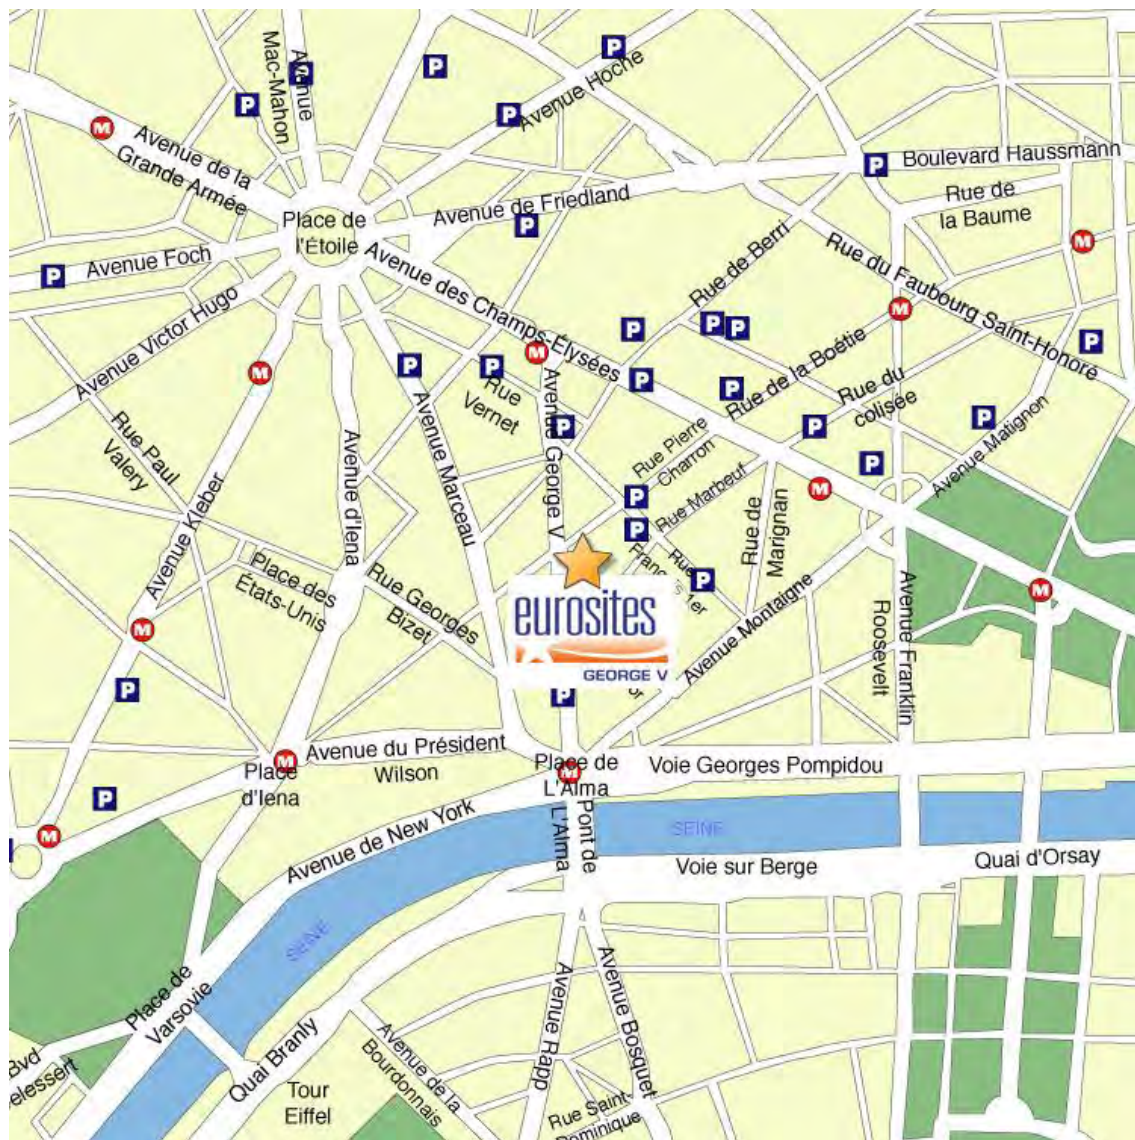 Avenue
Mac-Mahon
Avenue Hoche
Avenue de la
Grande Armée
Boulevard Haussmann
Rue de
la Baume
Avenue de Friedland
Place de
l'Étoile
Avenue Foch
Avenue des Champs-Élysées
Rue de Berri
Rue du Faubourg Saint-Honoré
Avenue Victor Hugo
Rue de la Boétie
Rue du
colisée
Rue
Vernet
Avenue George V
Avenue Marceau
Rue Paul
Valery
Avenue d'Iena
Avenue Kleber
Rue Pierre
Charron
Rue Marbeuf
Avenue Matignon
Rue de
Marignan
Rue
1er
Place des
États-Unis
Rue Georges
Bizet
eurosites
GEORGE V
Avenue Montaigne
Avenue Franklin
Roosevelt
Avenue du Président
Wilson
Place
d'Iena
Place de
L'Alma
Voie Georges Pompidou
Avenue de New York
Pont de
L'Alma
SEINE
Voie sur Berge
Quai d'Orsay
SEINE
Place de
Varsovie
Avenue Rapp
Avenue Bosquet
Quai Branly
Avenue de la
Bourdonnais
Bvd
elessert
Tour
Eiffel
Rue Saint-
Dominique
P
M
P
P
P
P
P
P
P
M
P
M
M
P
P
P
P
P
M
P
P
P
P
P
P
M
P
P
P
M
M
P
P
M
M
P
M